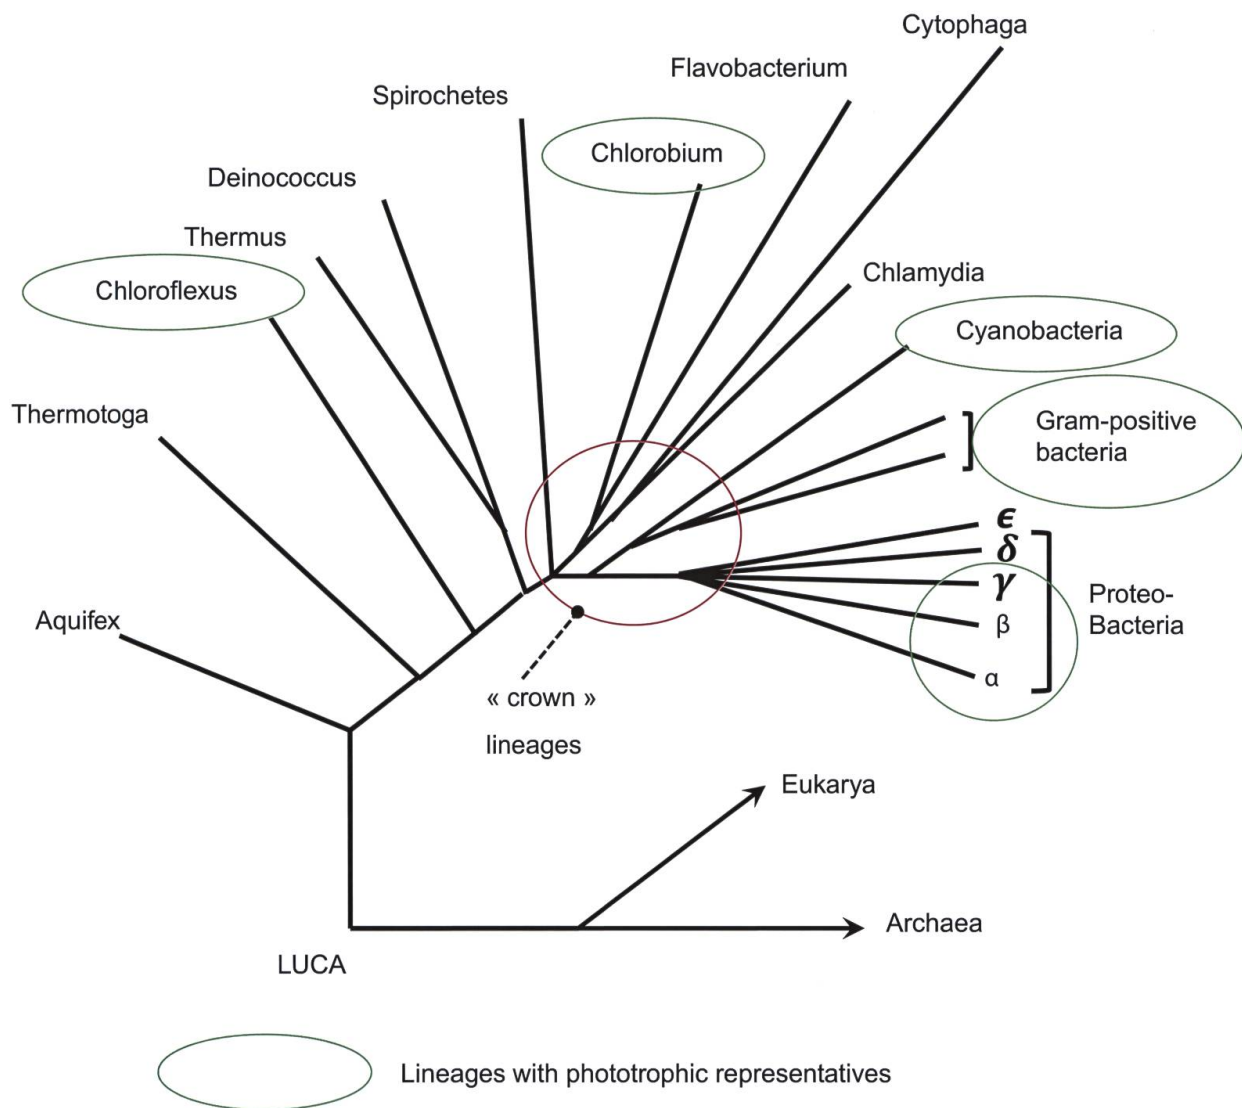 Cytophaga
Flavobacterium
Spirochetes
Chlorobium
Deinococcus
Thermus
Chlamydia
Chloroflexus
Cyanobacteria
Thermotoga
Gram-positive
bacteria
ϵ
δ
γ
Proteo-
Bacteria
Aquifex
β
α
« crown »
lineages
Eukarya
Archaea
LUCA
Lineages with phototrophic representatives